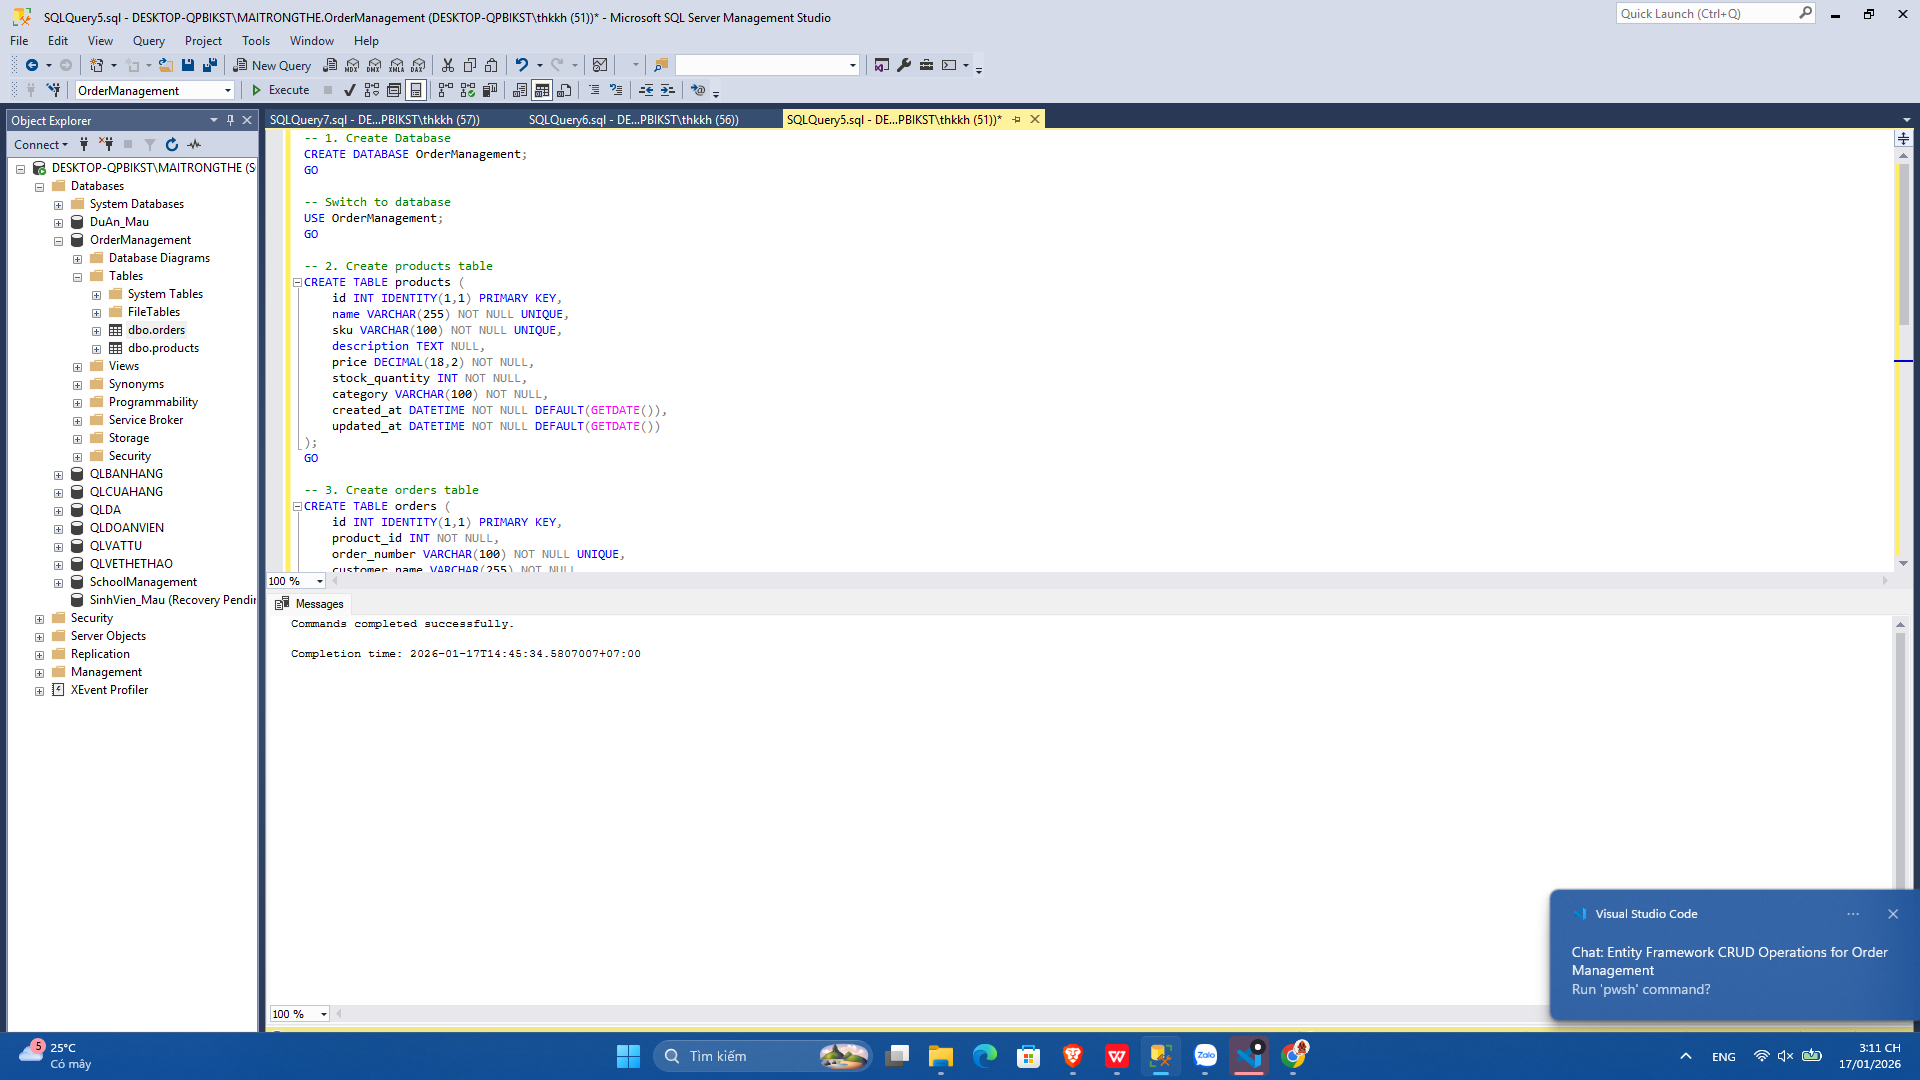 SQLQuery5.sql - DESKTOP-QPBIKST\MAITRONGTHE.OrderManagement (DESKTOP-QPBIKST\thkkh (51))* - Microsoft SQL Server Management Studio
Quick Launch (Ctrl+Q)
File Edit View Query Project Tools Window Help
New Query
MDX DMX XMLA DAX
OrderManagement
Execute
Object Explorer
SQLQuery7.sql - DE...PBIKST\thkkh (57))
SQLQuery6.sql - DE...PBIKST\thkkh (56))
SQLQuery5.sql - DE...PBIKST\thkkh (51))*
Connect
DESKTOP-QPBIKST\MAITRONGTHE (S
Databases
System Databases
DuAn_Mau
OrderManagement
Database Diagrams
Tables
System Tables
FileTables
dbo.orders
dbo.products
Views
Synonyms
Programmability
Service Broker
Storage
Security
QLBANHANG
QLCUAHANG
QLDA
QLDOANVIEN
QLVATTU
QLVETHETHAO
SchoolManagement
SinhVien_Mau (Recovery Pendin
Security
Server Objects
Replication
Management
XEvent Profiler
-- 1. Create Database
CREATE DATABASE OrderManagement;
GO
-- Switch to database
USE OrderManagement;
GO
-- 2. Create products table
CREATE TABLE products (
id INT IDENTITY(1,1) PRIMARY KEY,
name VARCHAR(255) NOT NULL UNIQUE,
sku VARCHAR(100) NOT NULL UNIQUE,
description TEXT NULL,
price DECIMAL(18,2) NOT NULL,
stock_quantity INT NOT NULL,
category VARCHAR(100) NOT NULL,
created_at DATETIME NOT NULL DEFAULT(GETDATE()),
updated_at DATETIME NOT NULL DEFAULT(GETDATE())
);
GO
-- 3. Create orders table
CREATE TABLE orders (
id INT IDENTITY(1,1) PRIMARY KEY,
product_id INT NOT NULL,
order_number VARCHAR(100) NOT NULL UNIQUE,
customer_name VARCHAR(255) NOT NULL
100 %
Messages
Commands completed successfully.
Completion time: 2026-01-17T14:45:34.5807007+07:00
100 %
Visual Studio Code
Chat: Entity Framework CRUD Operations for Order
Management
Run 'pwsh' command?
5
25°C
Có mây
Tìm kiếm
Zalo
ENG
3:11 CH
17/01/2026